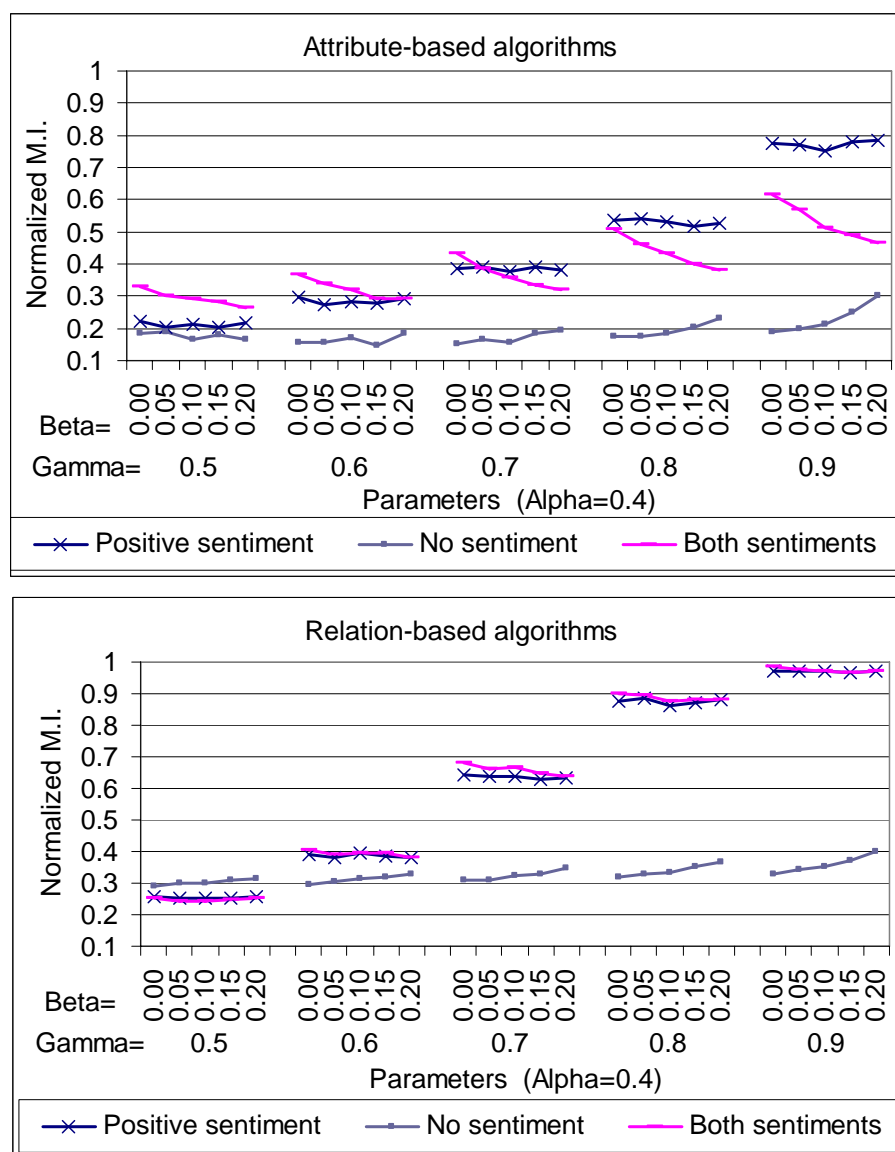 Attribute-based algorithms
1
0.9
0.8
0.7
0.6
0.5
0.4
0.3
0.2
0.1
Normalized M.I.
Beta= 0.00 0.05 0.10 0.15 0.20 0.00 0.05 0.10 0.15 0.20 0.00 0.05 0.10 0.15 0.20 0.00 0.05 0.10 0.15 0.20 0.00 0.05 0.10 0.15 0.20
Gamma= 0.5 0.6 0.7 0.8 0.9
Parameters (Alpha=0.4)
Positive sentiment No sentiment Both sentiments
Relation-based algorithms
1
0.9
0.8
0.7
0.6
0.5
0.4
0.3
0.2
0.1
Normalized M.I.
Beta= 0.00 0.05 0.10 0.15 0.20 0.00 0.05 0.10 0.15 0.20 0.00 0.05 0.10 0.15 0.20 0.00 0.05 0.10 0.15 0.20 0.00 0.05 0.10 0.15 0.20
Gamma= 0.5 0.6 0.7 0.8 0.9
Parameters (Alpha=0.4)
Positive sentiment No sentiment Both sentiments